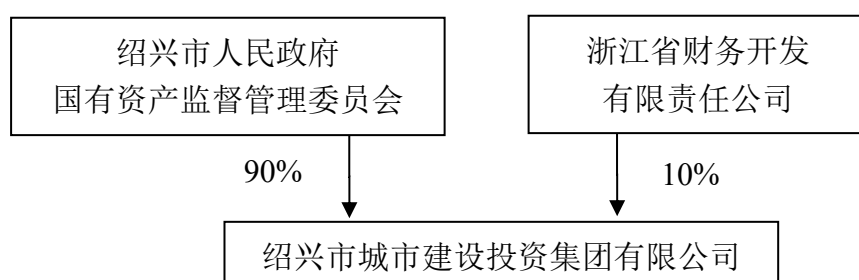 绍兴市人民政府
国有资产监督管理委员会
浙江省财务开发
有限责任公司
90%
10%
绍兴市城市建设投资集团有限公司